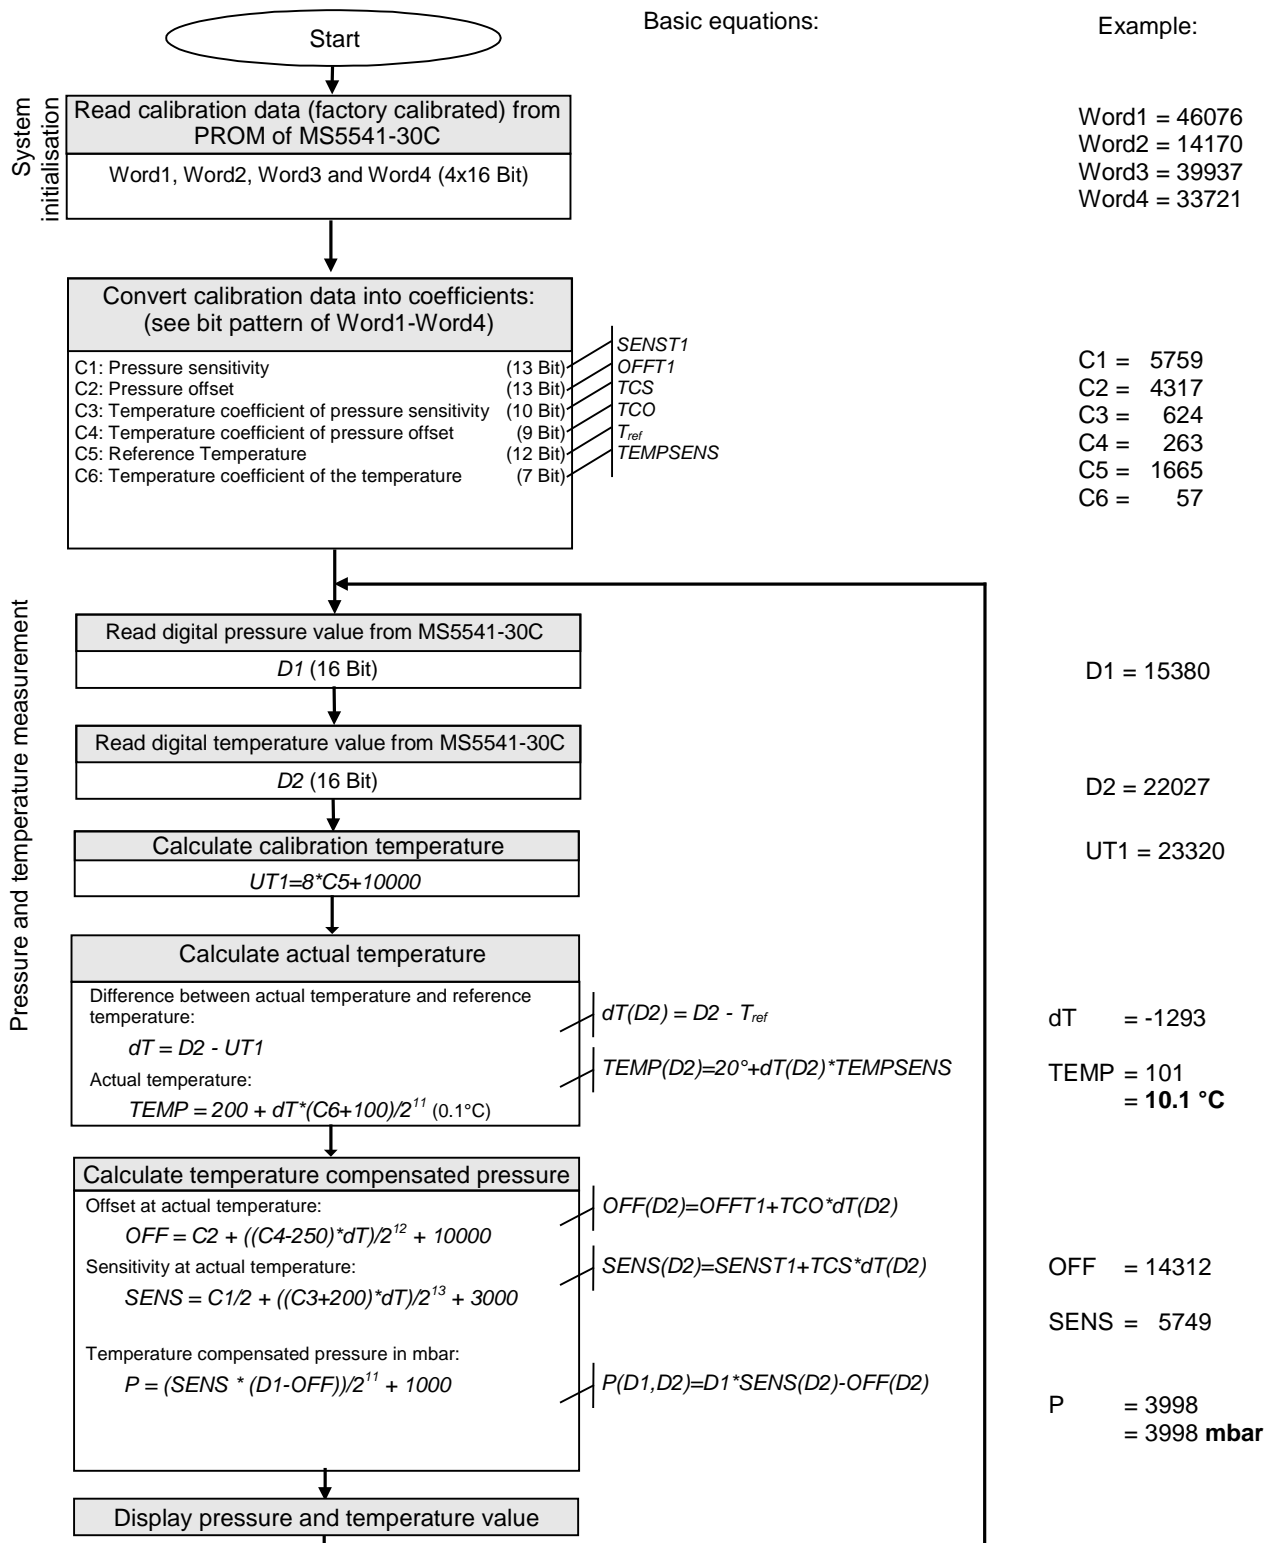 Start
Basic equations:
Example:
System
initialisation
Read calibration data (factory calibrated) from
PROM of MS5541-30C
Word1, Word2, Word3 and Word4 (4x16 Bit)
Word1 = 46076
Word2 = 14170
Word3 = 39937
Word4 = 33721
Convert calibration data into coefficients:
(see bit pattern of Word1-Word4)
C1: Pressure sensitivity (13 Bit)
C2: Pressure offset (13 Bit)
C3: Temperature coefficient of pressure sensitivity (10 Bit)
C4: Temperature coefficient of pressure offset (9 Bit)
C5: Reference Temperature (12 Bit)
C6: Temperature coefficient of the temperature (7 Bit)
SENST1
OFFT1
TCS
TCO
Tref
TEMPSENS
C1 = 5759
C2 = 4317
C3 = 624
C4 = 263
C5 = 1665
C6 = 57
Pressure and temperature measurement
Read digital pressure value from MS5541-30C
D1 (16 Bit)
D1 = 15380
Read digital temperature value from MS5541-30C
D2 (16 Bit)
D2 = 22027
Calculate calibration temperature
UT1=8*C5+10000
UT1 = 23320
Calculate actual temperature
Difference between actual temperature and reference
temperature:
dT = D2 - UT1
Actual temperature:
TEMP = 200 + dT*(C6+100)/2^11 (0.1°C)
dT(D2) = D2 - Tref
TEMP(D2)=20°+dT(D2)*TEMPSENS
dT = -1293
TEMP = 101
= 10.1 °C
Calculate temperature compensated pressure
Offset at actual temperature:
OFF = C2 + ((C4-250)*dT)/2^12 + 10000
Sensitivity at actual temperature:
SENS = C1/2 + ((C3+200)*dT)/2^13 + 3000
Temperature compensated pressure in mbar:
P = (SENS * (D1-OFF))/2^11 + 1000
OFF(D2)=OFFT1+TCO*dT(D2)
SENS(D2)=SENST1+TCS*dT(D2)
P(D1,D2)=D1*SENS(D2)-OFF(D2)
OFF = 14312
SENS = 5749
P = 3998
= 3998 mbar
Display pressure and temperature value